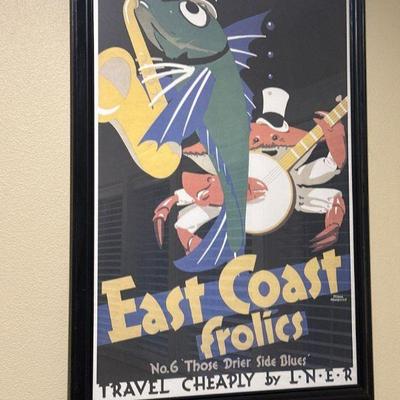 East Coast
frolics
No.6 'Those Drier Side Blues'
TRAVEL CHEAPLY by L·N·E·R